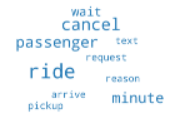 wait
cancel
passenger text
request
ride reason
arrive minute
pickup